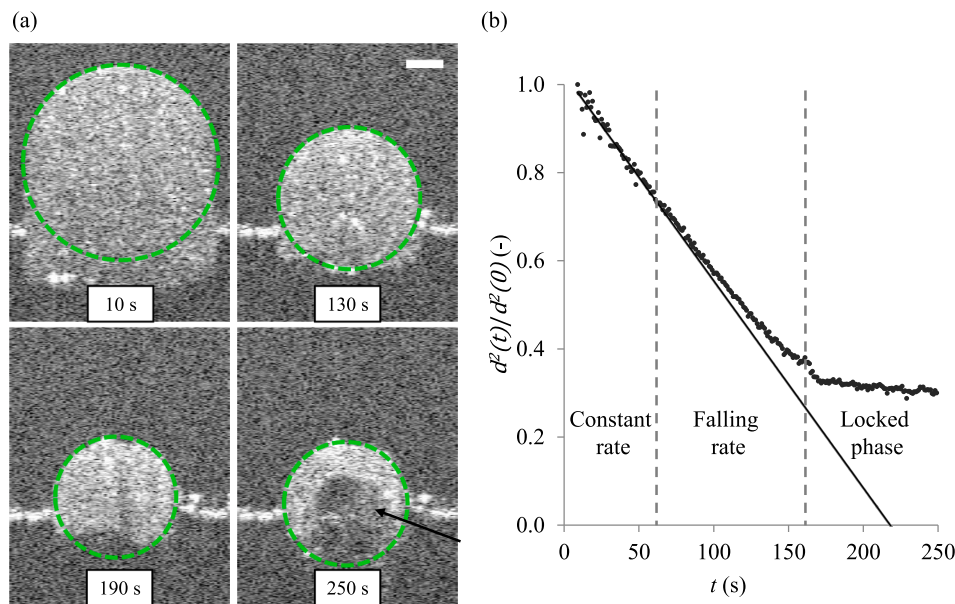 (a)
10 s
130 s
190 s
250 s
(b)
d²(t)/d²(0) (-)
1.0
0.8
0.6
0.4
0.2
0.0
Constant
rate
Falling
rate
Locked
phase
0
50
100
150
200
250
t (s)